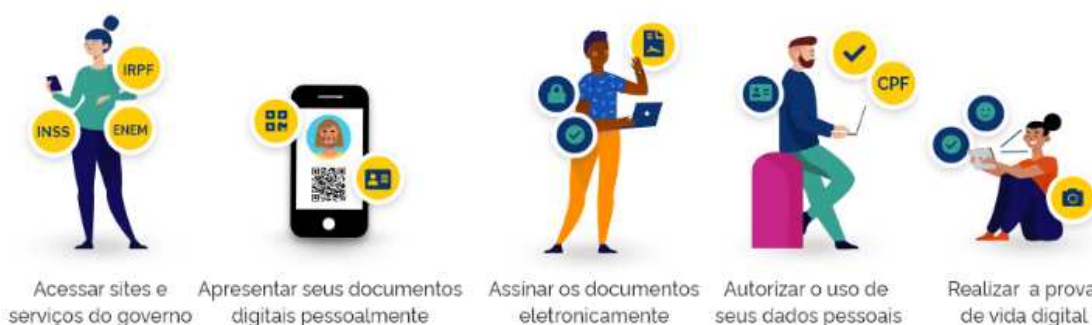 IRPF
INSS
ENEM
CPF
Acessar sites e
serviços do governo
Apresentar seus documentos
digitais pessoalmente
Assinar os documentos
eletronicamente
Autorizar o uso de
seus dados pessoais
Realizar a prova
de vida digital